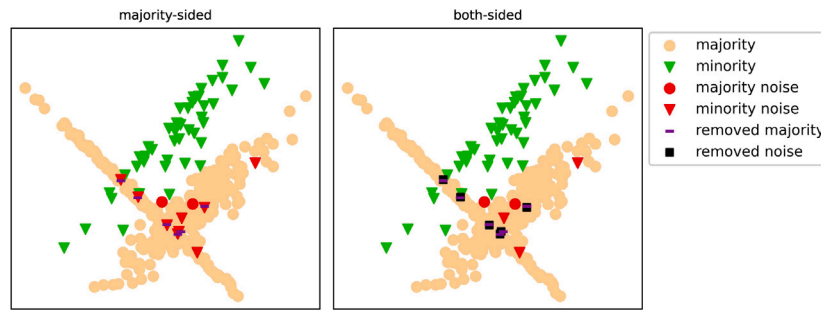 majority-sided
both-sided
majority
minority
majority noise
minority noise
removed majority
removed noise